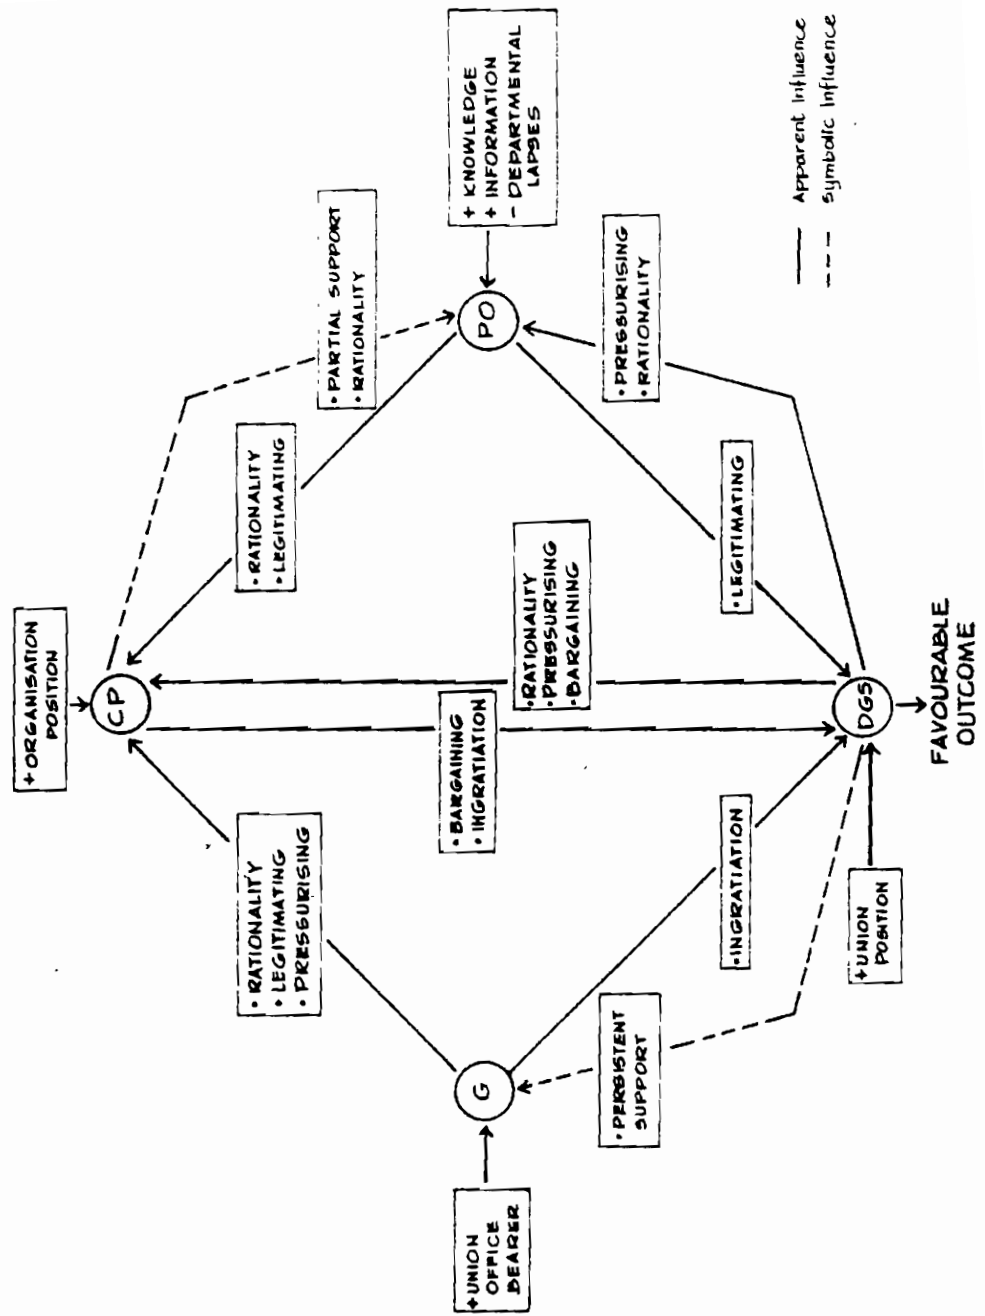 + ORGANISATION
POSITION
CP
• RATIONALITY
• LEGITIMATING
• PRESSURISING
• RATIONALITY
• LEGITIMATING
• PARTIAL SUPPORT
• RATIONALITY
+ UNION
OFFICE
BEARER
G
• BARGAINING
• INGRATIATION
• RATIONALITY
• PRESSURISING
• BARGAINING
PO
+ KNOWLEDGE
+ INFORMATION
- DEPARTMENTAL
LAPSES
• PERSISTENT
SUPPORT
• INGRATIATION
• LEGITIMATING
• PRESSURISING
• RATIONALITY
+ UNION
POSITION
DGS
FAVOURABLE
OUTCOME
Apparent Influence
Symbolic Influence